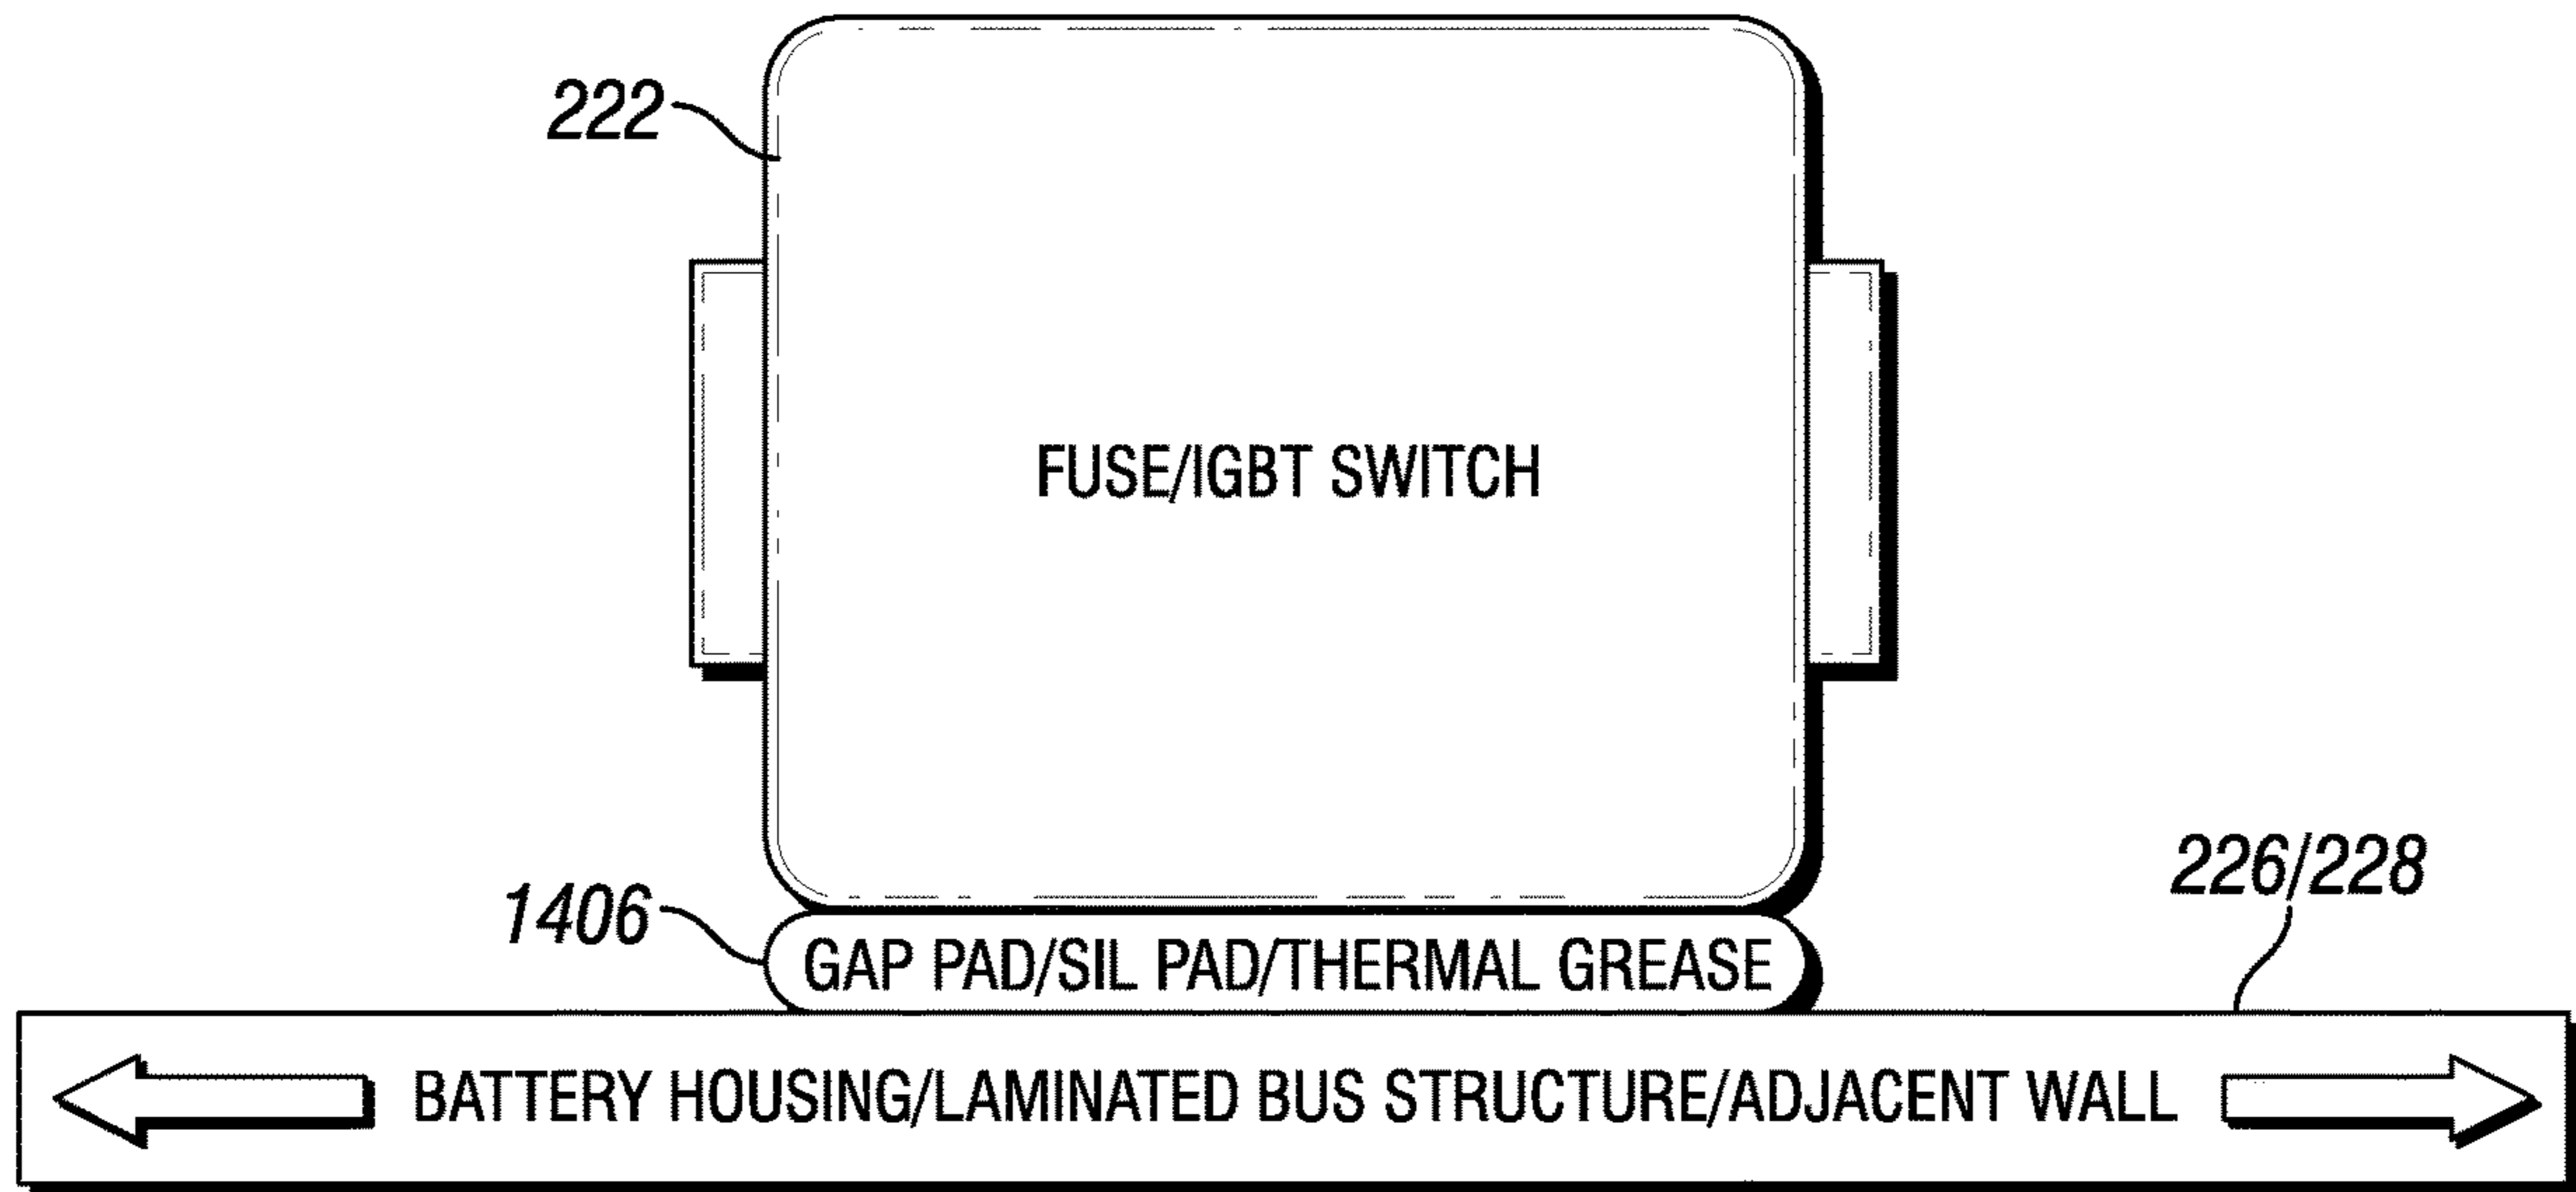 222
FUSE/IGBT SWITCH
226/228
1406
GAP PAD/SIL PAD/THERMAL GREASE
BATTERY HOUSING/LAMINATED BUS STRUCTURE/ADJACENT WALL